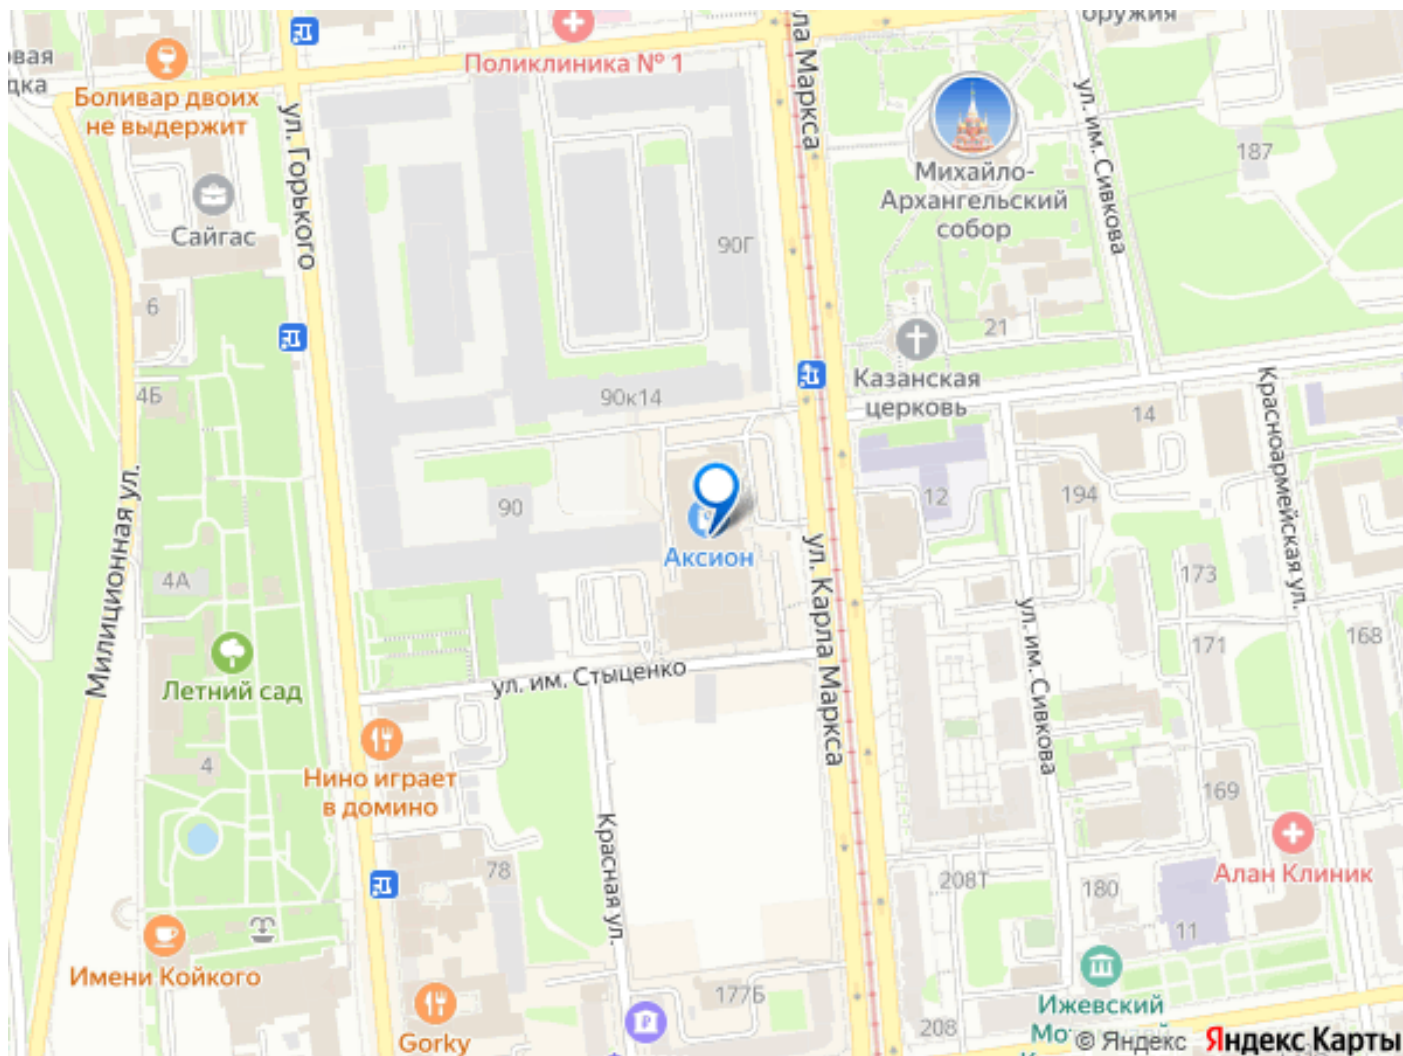 оружия
Поликлиника № 1
Боливар двоих
не выдержит
ул. Горького
Карла Маркса
ул. им. Сивкова
187
Михайло-
Архангельский
собор
Сайгас
90Г
6
21
4Б
90к14
Казанская
церковь
14
Красноармейская ул.
Милиционная ул.
90
12
194
Аксион
ул. Карла Маркса
4А
173
ул. им. Сивкова
171
168
Летний сад
ул. им. Стыценко
4
Нино играет
в домино
169
Красная ул.
78
208Т
180
Алан Клиник
11
Имени Койкого
177Б
Ижевский
208
Gorky
© Яндекс Яндекс Карты